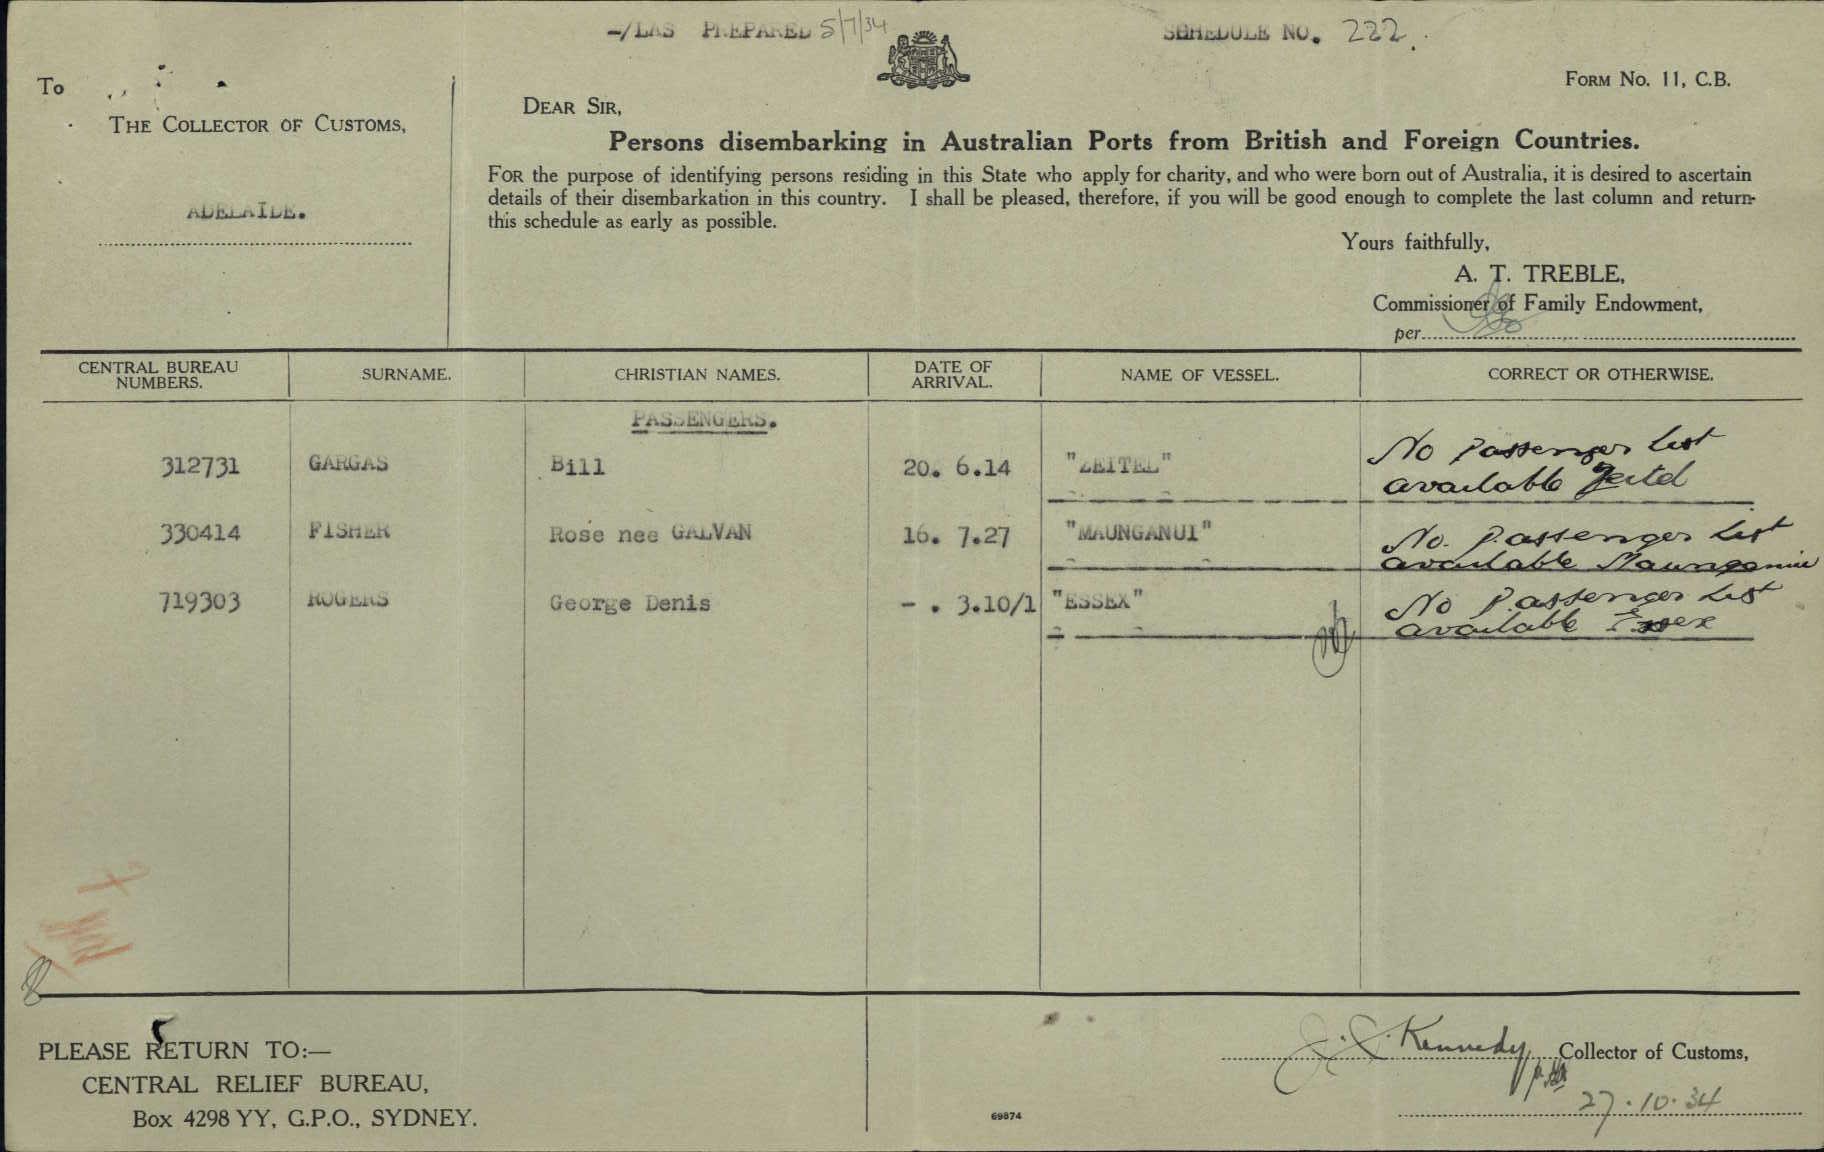 -/LAS PREPARED 5/7/34
SCHEDULE NO. 222.
FORM No. 11, C.B.
To
THE COLLECTOR OF CUSTOMS,
ADELAIDE.
DEAR SIR,
Persons disembarking in Australian Ports from British and Foreign Countries.
FOR the purpose of identifying persons residing in this State who apply for charity, and who were born out of Australia, it is desired to ascertain
details of their disembarkation in this country. I shall be pleased, therefore, if you will be good enough to complete the last column and return
this schedule as early as possible.
Yours faithfully,
A. T. TREBLE,
Commissioner of Family Endowment,
per
CENTRAL BUREAU NUMBERS. SURNAME. CHRISTIAN NAMES. DATE OF ARRIVAL. NAME OF VESSEL. CORRECT OR OTHERWISE.
PASSENGERS.
312731 GARGAS Bill 20. 6.14 "ZEITEL" No Passenger List
available Zeitel
330414 FISHER Rose nee GALVAN 16. 7.27 "MAUNGANUI" No Passenger List
available Maunganui
719303 ROGERS George Denis - . 3.10/1 "ESSEX" No Passenger List
available Essex
PLEASE RETURN TO:—
CENTRAL RELIEF BUREAU,
Box 4298 YY, G.P.O., SYDNEY.
69874
J. J. Kennedy Collector of Customs,
27.10.34